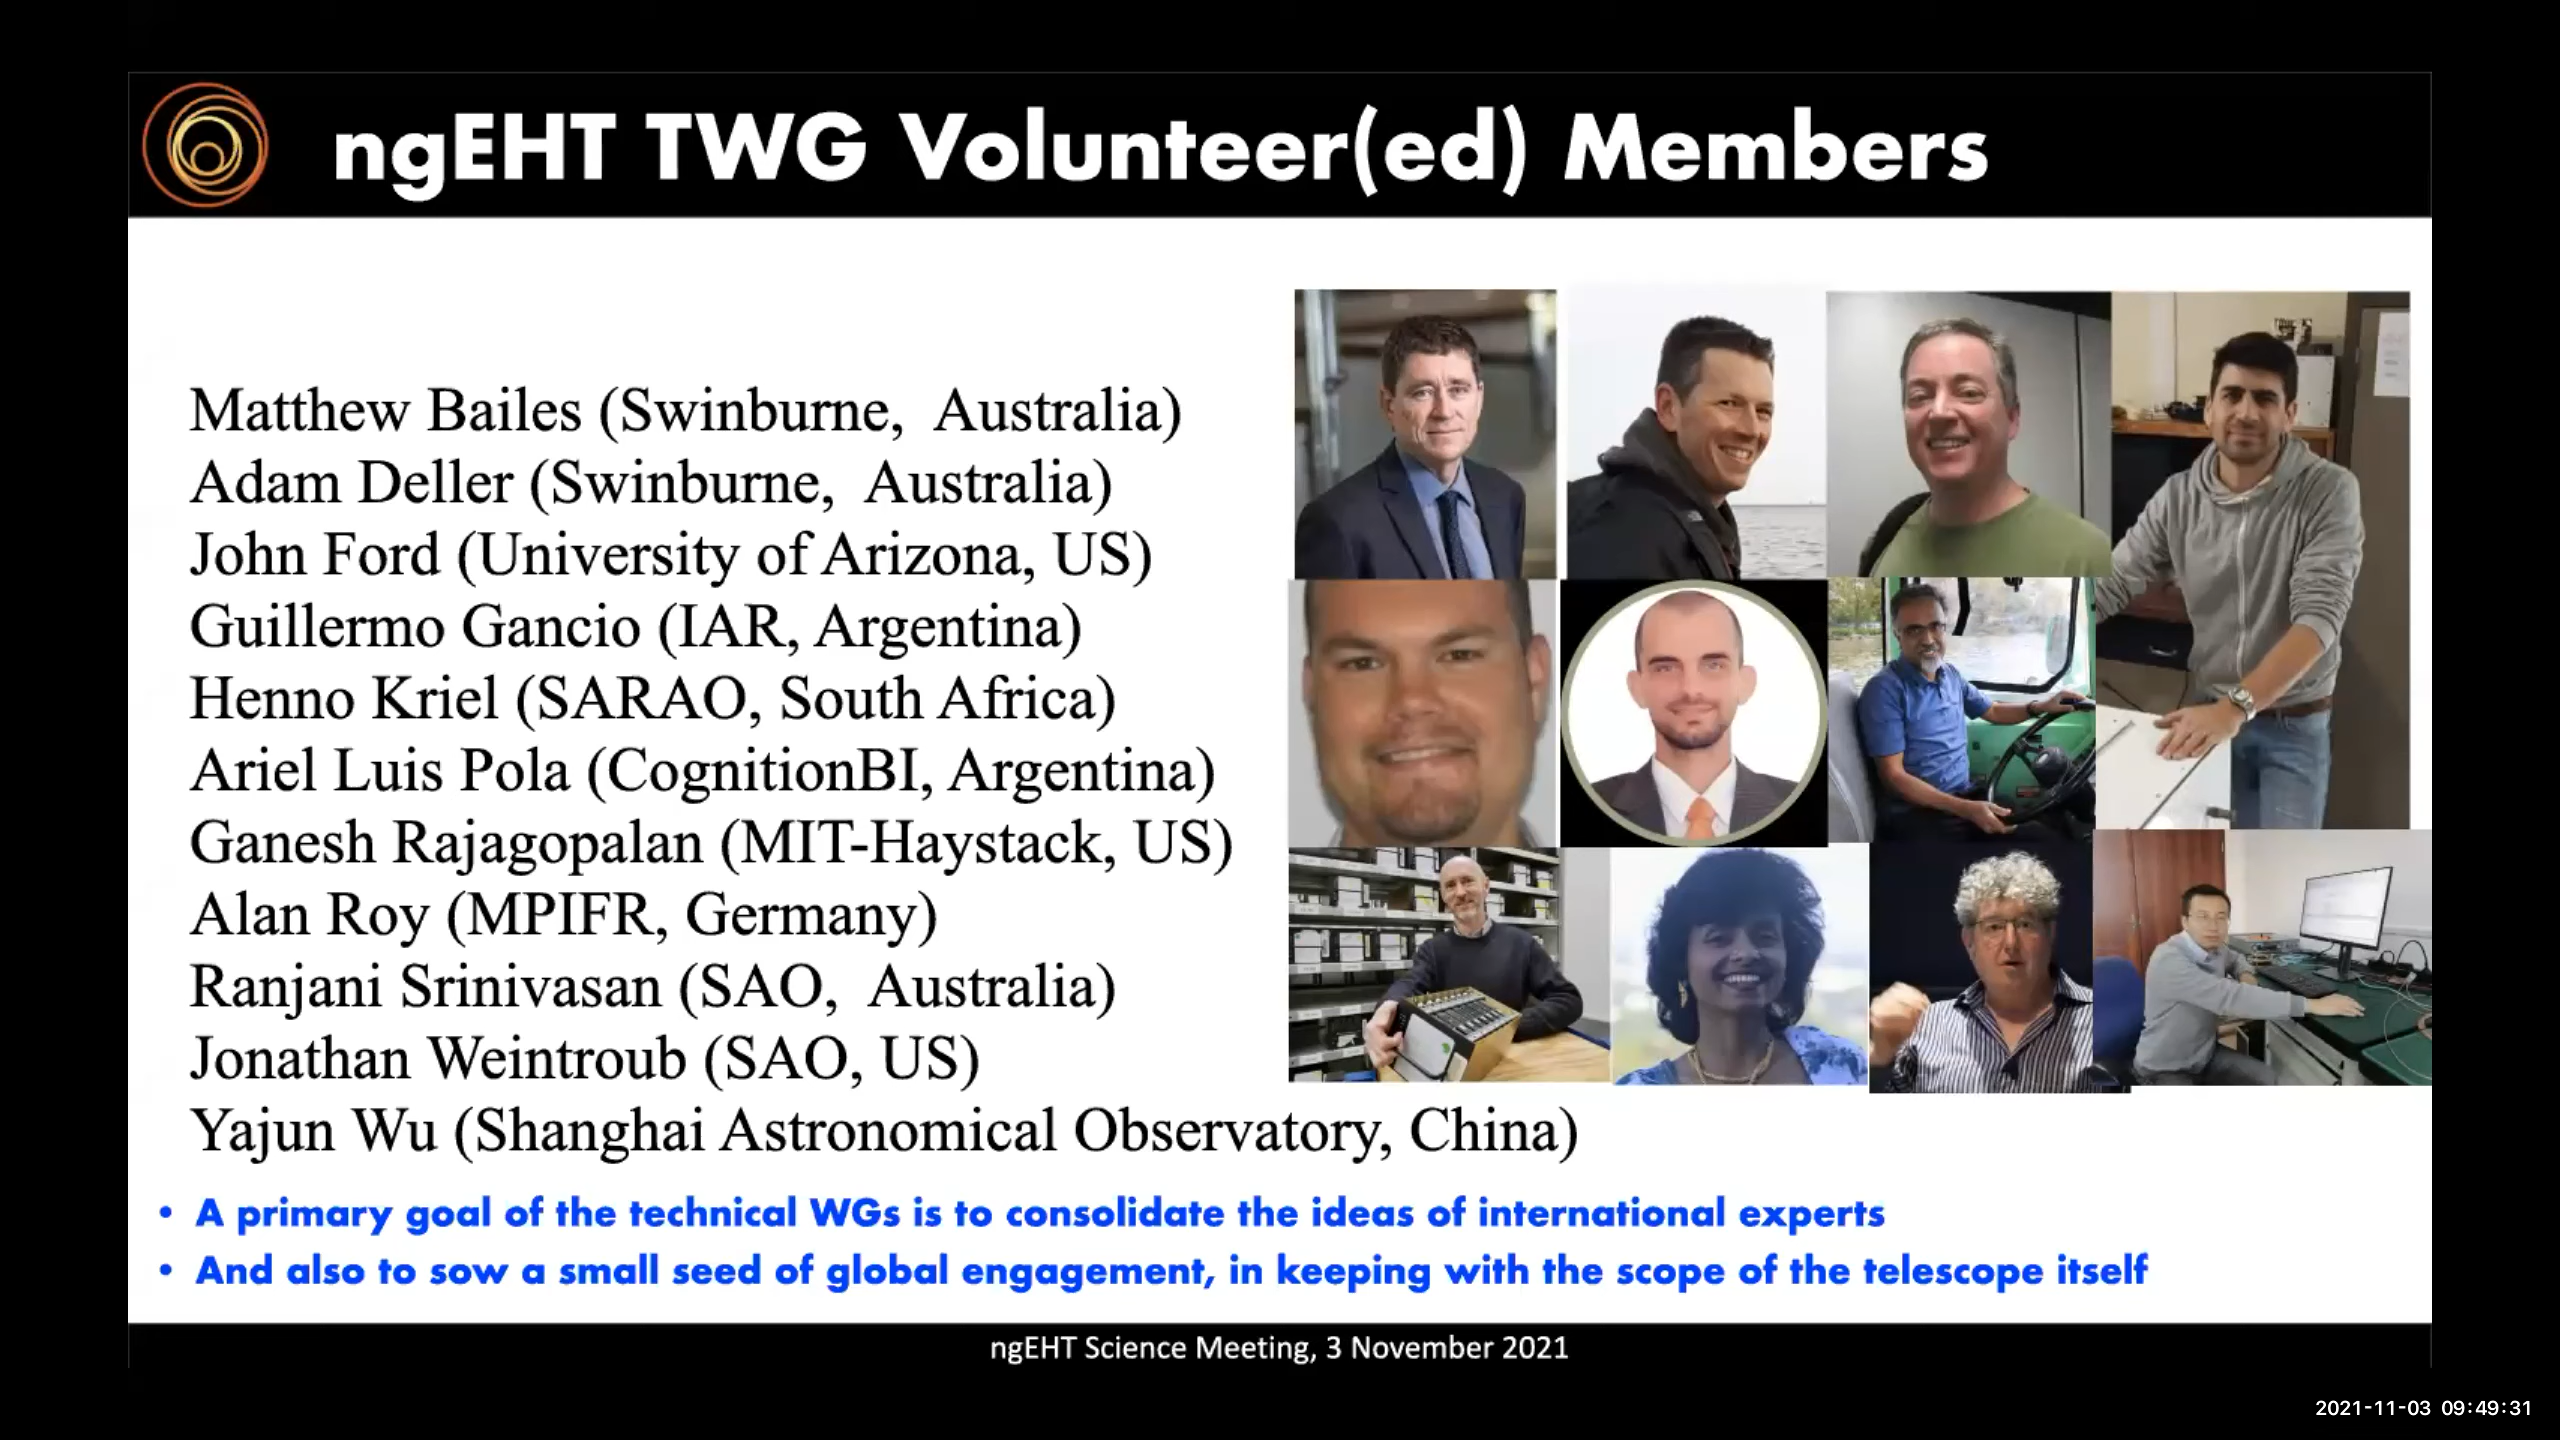 ngEHT TWG Volunteer(ed) Members
Matthew Bailes (Swinburne, Australia)
Adam Deller (Swinburne, Australia)
John Ford (University of Arizona, US)
Guillermo Gancio (IAR, Argentina)
Henno Kriel (SARAO, South Africa)
Ariel Luis Pola (CognitionBI, Argentina)
Ganesh Rajagopalan (MIT-Haystack, US)
Alan Roy (MPIFR, Germany)
Ranjani Srinivasan (SAO, Australia)
Jonathan Weintroub (SAO, US)
Yajun Wu (Shanghai Astronomical Observatory, China)
• A primary goal of the technical WGs is to consolidate the ideas of international experts
• And also to sow a small seed of global engagement, in keeping with the scope of the telescope itself
ngEHT Science Meeting, 3 November 2021
2021-11-03 09:49:31